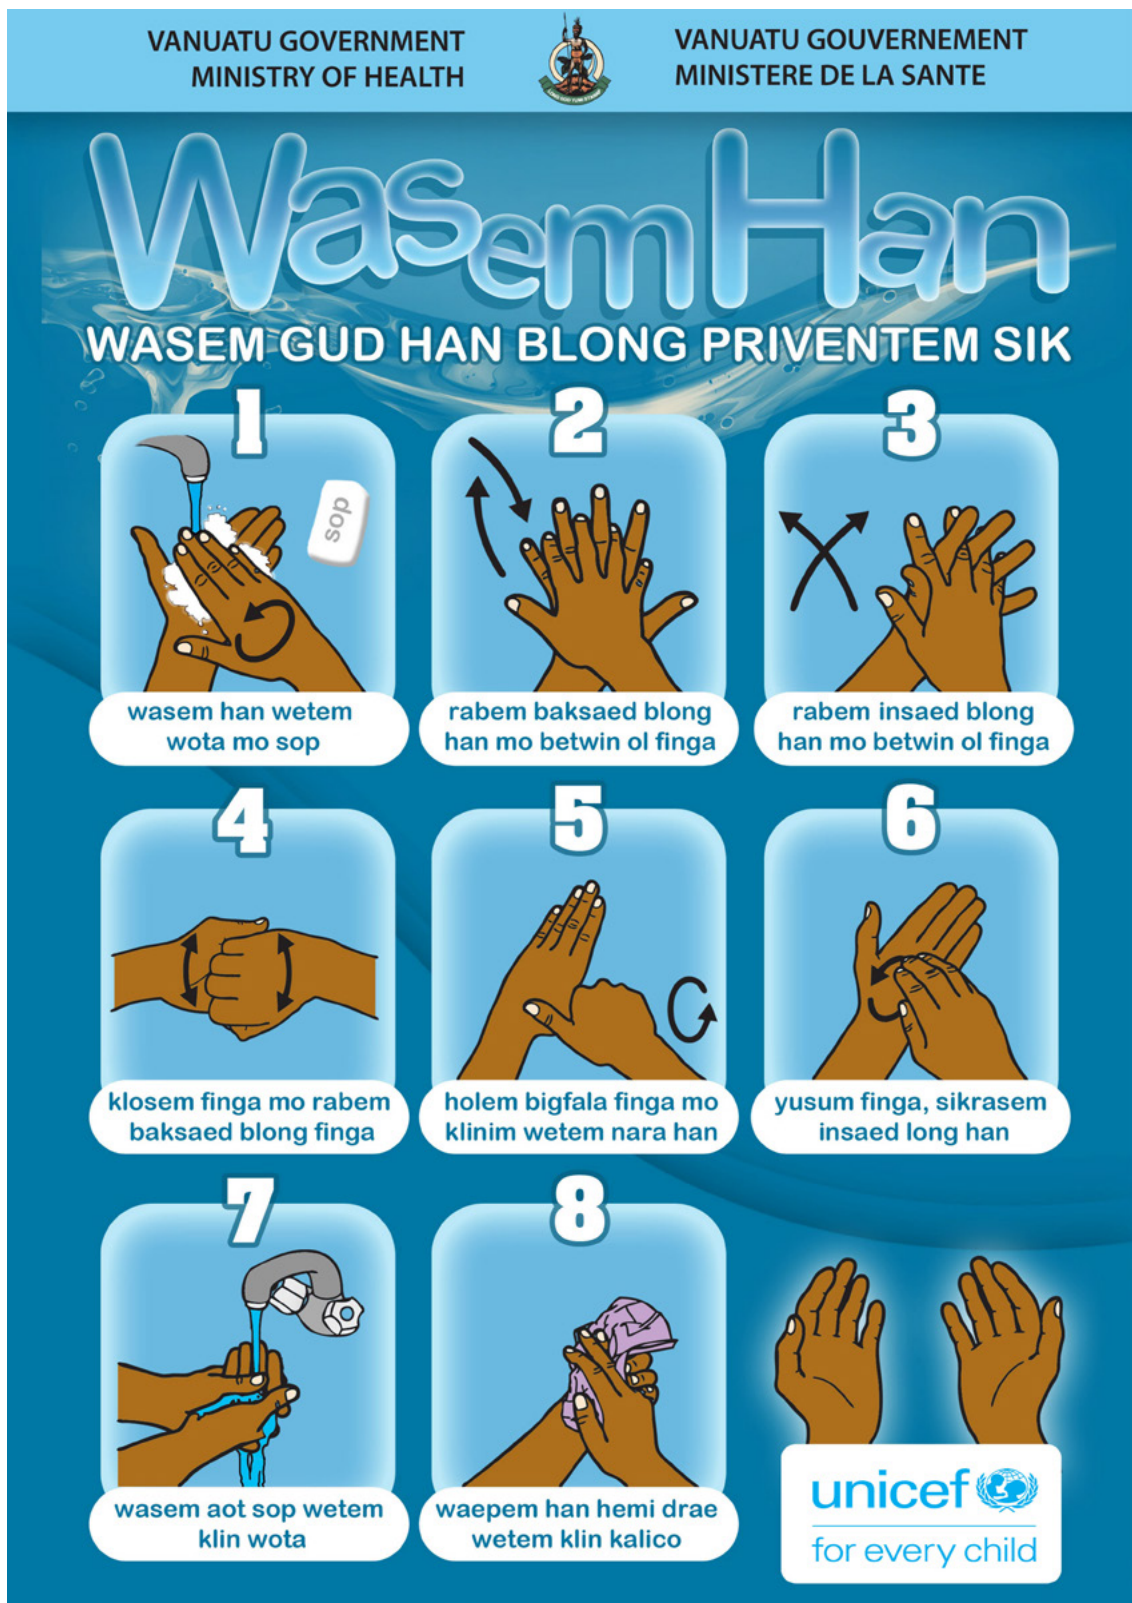 VANUATU GOVERNMENT
MINISTRY OF HEALTH
VANUATU GOUVERNEMENT
MINISTERE DE LA SANTE
Wasem Han
WASEM GUD HAN BLONG PRIVENTEM SIK
1
sop
wasem han wetem
wota mo sop
2
rabem baksaed blong
han mo betwin ol finga
3
rabem insaed blong
han mo betwin ol finga
4
klosem finga mo rabem
baksaed blong finga
5
holem bigfala finga mo
klinim wetem nara han
6
yusum finga, sikrasem
insaed long han
7
wasem aot sop wetem
klin wota
8
waepem han hemi drae
wetem klin kalico
unicef
for every child